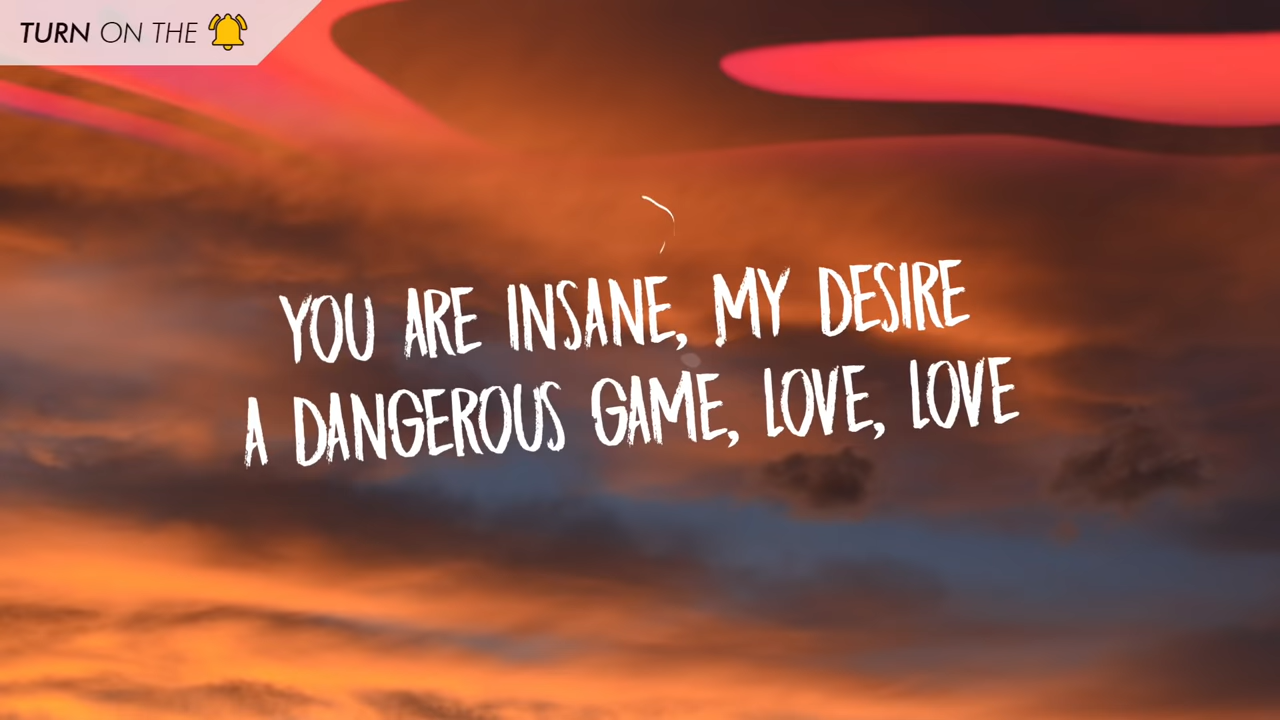 TURN ON THE
YOU ARE INSANE, MY DESIRE
A DANGEROUS GAME, LOVE, LOVE